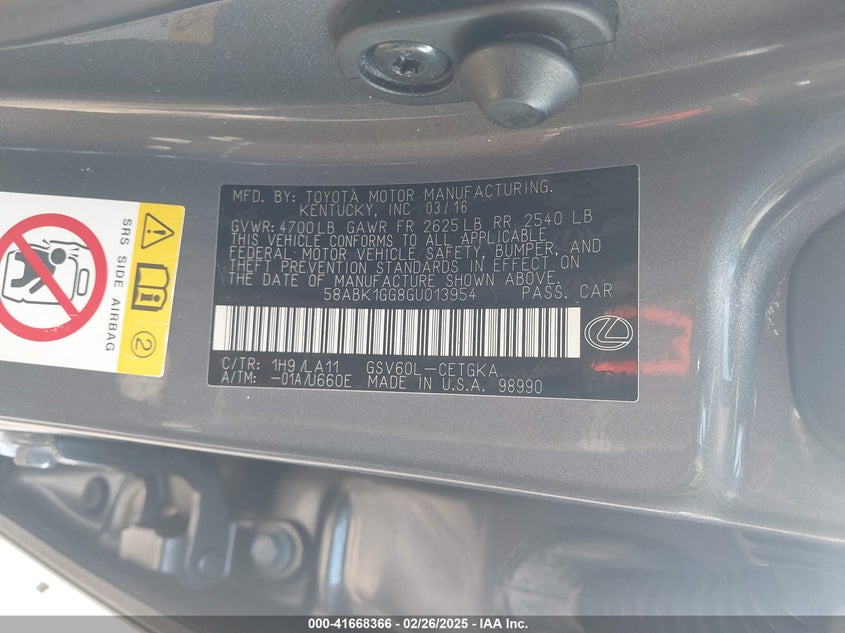 MFD. BY: TOYOTA MOTOR MANUFACTURING.
KENTUCKY, INC 03/16
GVWR: 4700LB GAWR FR 2625LB, RR. 2540 LB
THIS VEHICLE CONFORMS TO ALL APPLICABLE
FEDERAL MOTOR VEHICLE SAFETY, BUMPER, AND
THEFT PREVENTION STANDARDS IN EFFECT ON
THE DATE OF MANUFACTURE SHOWN ABOVE.
58ABK1GG8GU013954 PASS. CAR
C/TR: 1H9/LA11 GSV60L-CETGKA
A/TM: -01A/U660E MADE IN U.S.A. 98990
SRS SIDE AIRBAG
2
000-41668366 - 02/26/2025 - IAA Inc.